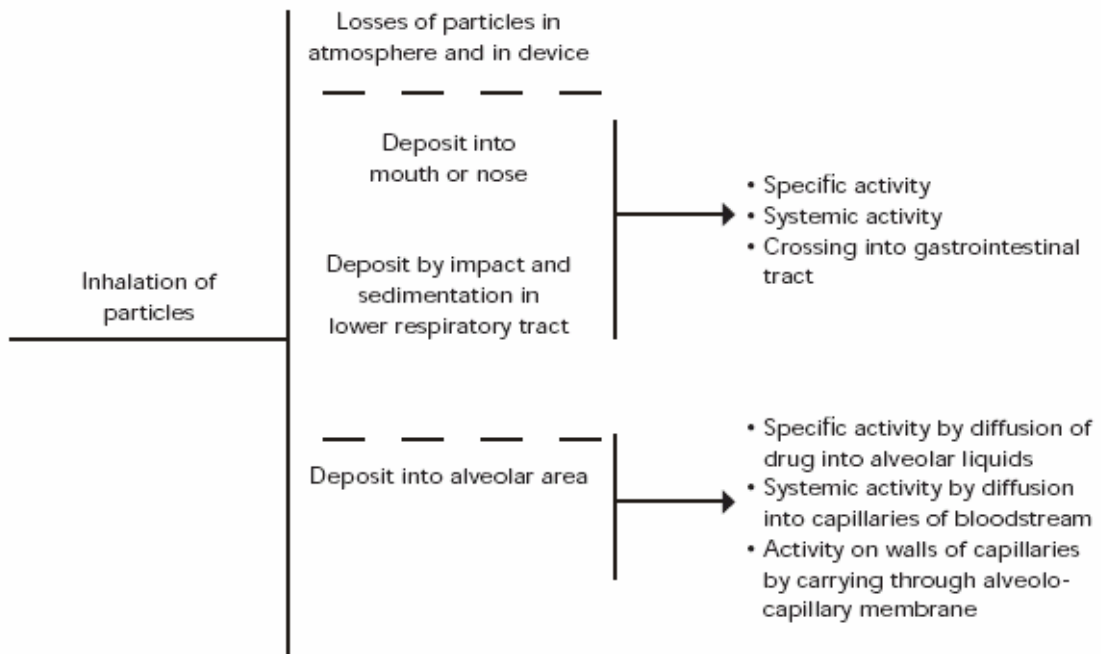 Losses of particles in
atmosphere and in device
Deposit into
mouth or nose
• Specific activity
• Systemic activity
• Crossing into gastrointestinal
tract
Deposit by impact and
sedimentation in
lower respiratory tract
Inhalation of
particles
Deposit into alveolar area
• Specific activity by diffusion of
drug into alveolar liquids
• Systemic activity by diffusion
into capillaries of bloodstream
• Activity on walls of capillaries
by carrying through alveolo-
capillary membrane